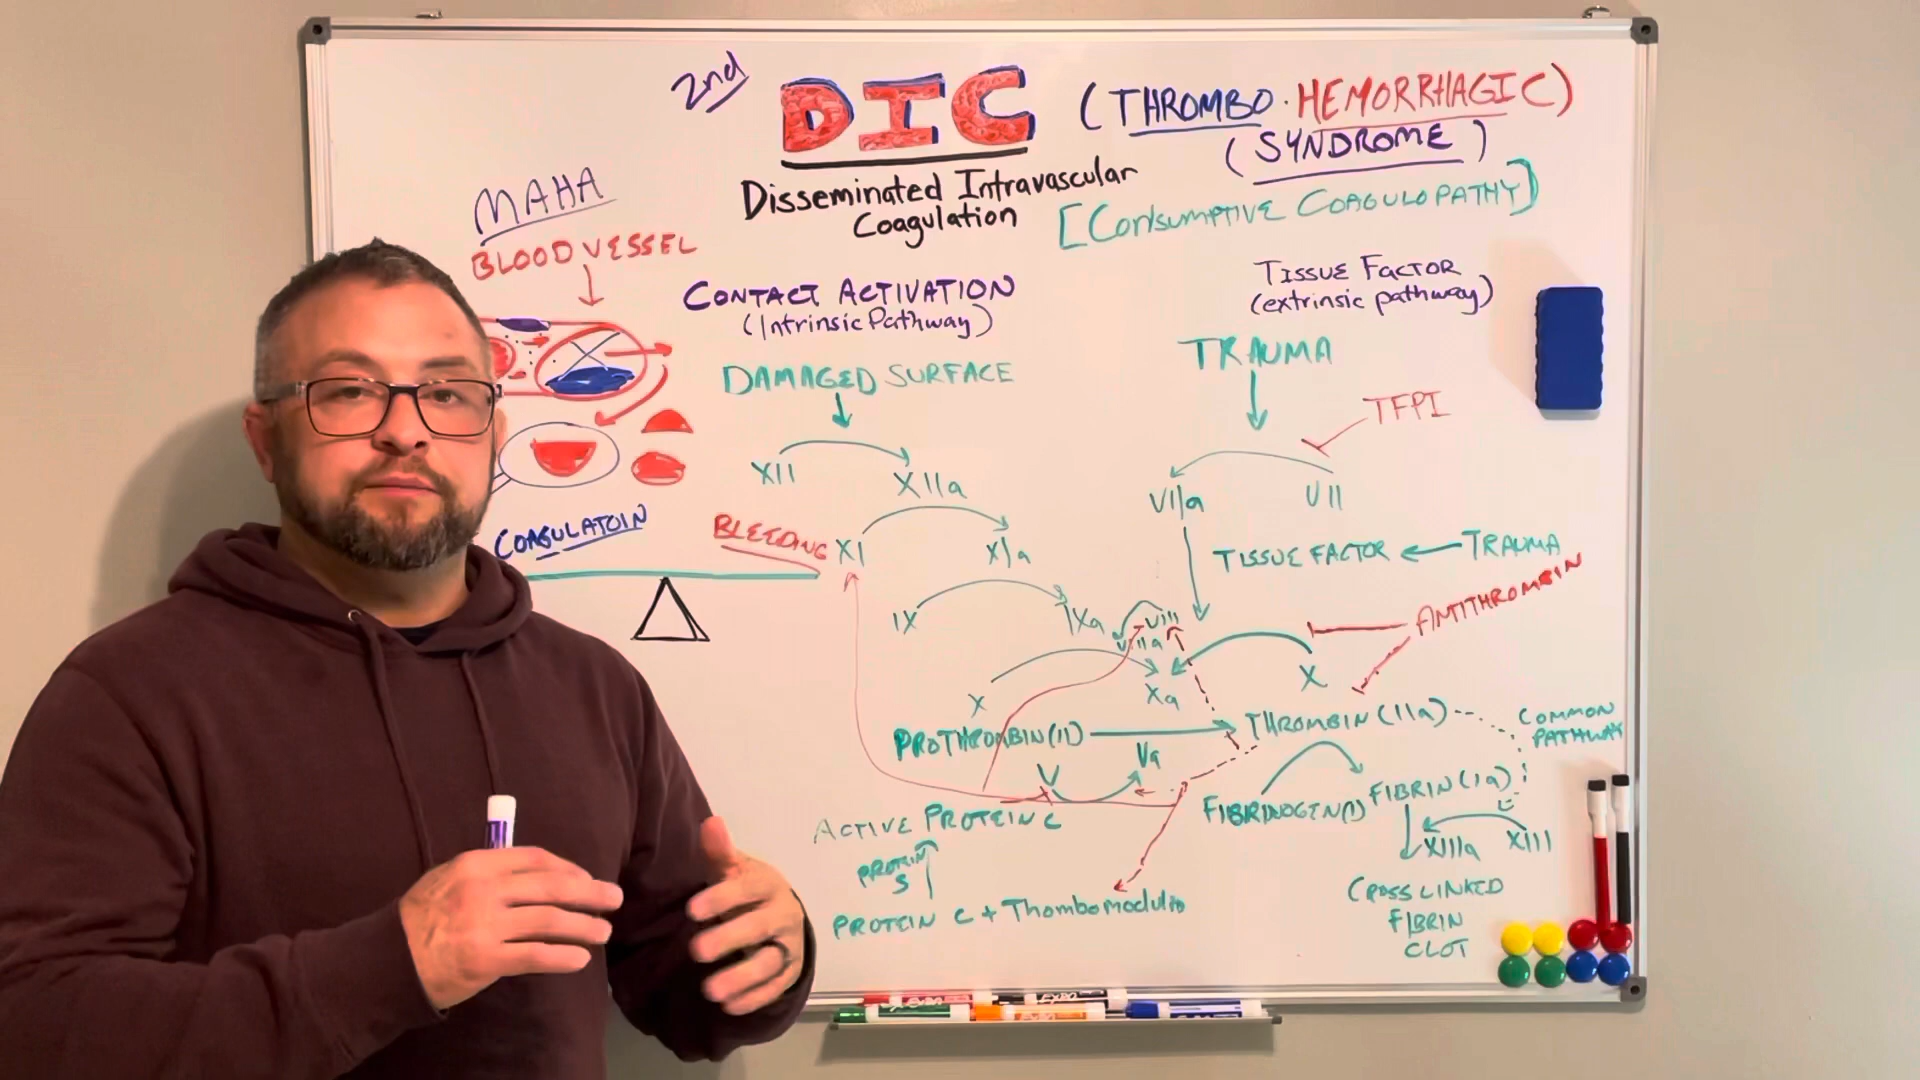 2nd
DIC
(THROMBO·HEMORRHAGIC)
(SYNDROME)
Disseminated Intravascular
Coagulation
[CONSUMPTIVE COAGULOPATHY]
MAHA
BLOOD VESSEL
COAGULATOIN
BLEEDING
CONTACT ACTIVATION
(Intrinsic Pathway)
DAMAGED SURFACE
XII
XIIa
XI
XIa
IX
IXa
VIII
VIIIa
X
Xa
TISSUE FACTOR
(extrinsic pathway)
TRAUMA
TFPI
VIIa
VII
TISSUE FACTOR
TRAUMA
ANTITHROMBIN
X
PROTHROMBIN(II)
THROMBIN(IIa)
COMMON
PATHWAY
V
Va
FIBRINOGEN(I)
FIBRIN(Ia)
XIIIa
XIII
CROSS LINKED
FIBRIN
CLOT
ACTIVE PROTEIN C
PROTEIN
S
PROTEIN C + Thombomodulin
EXPO